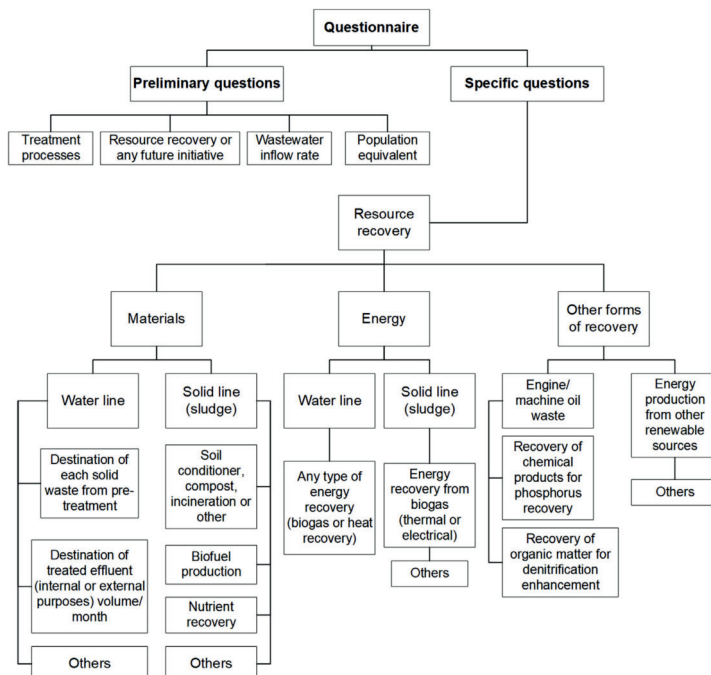 Questionnaire
Preliminary questions
Specific questions
Treatment
processes
Resource recovery or
any future initiative
Wastewater
inflow rate
Population
equivalent
Resource
recovery
Materials
Energy
Other forms
of recovery
Water line
Solid line
(sludge)
Water line
Solid line
(sludge)
Engine/
machine oil
waste
Energy
production
from other
renewable
sources
Destination of
each solid
waste from pre-
treatment
Soil
conditioner,
compost,
incineration or
other
Any type of
energy
recovery
(biogas or heat
recovery)
Energy
recovery from
biogas
(thermal or
electrical)
Recovery of
chemical
products for
phosphorus
recovery
Others
Destination of
treated effluent
(internal or external
purposes) volume/
month
Biofuel
production
Others
Recovery of
organic matter for
denitrification
enhancement
Nutrient
recovery
Others
Others